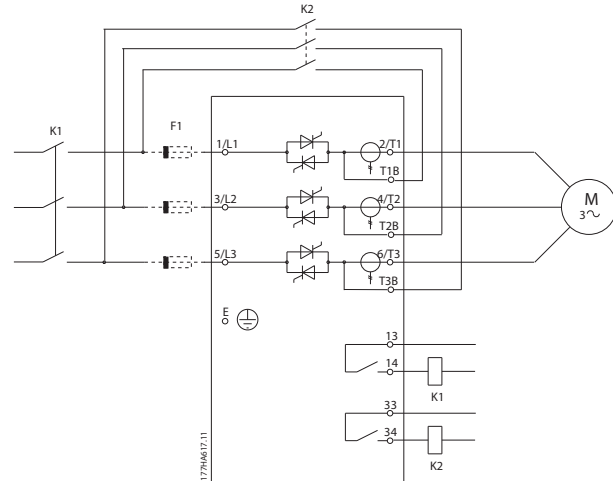 K2
K1
F1
1/L1
2/T1
T1B
3/L2
4/T2
T2B
M
3~
5/L3
6/T3
T3B
E
13
14
K1
33
34
K2
177HA617.11